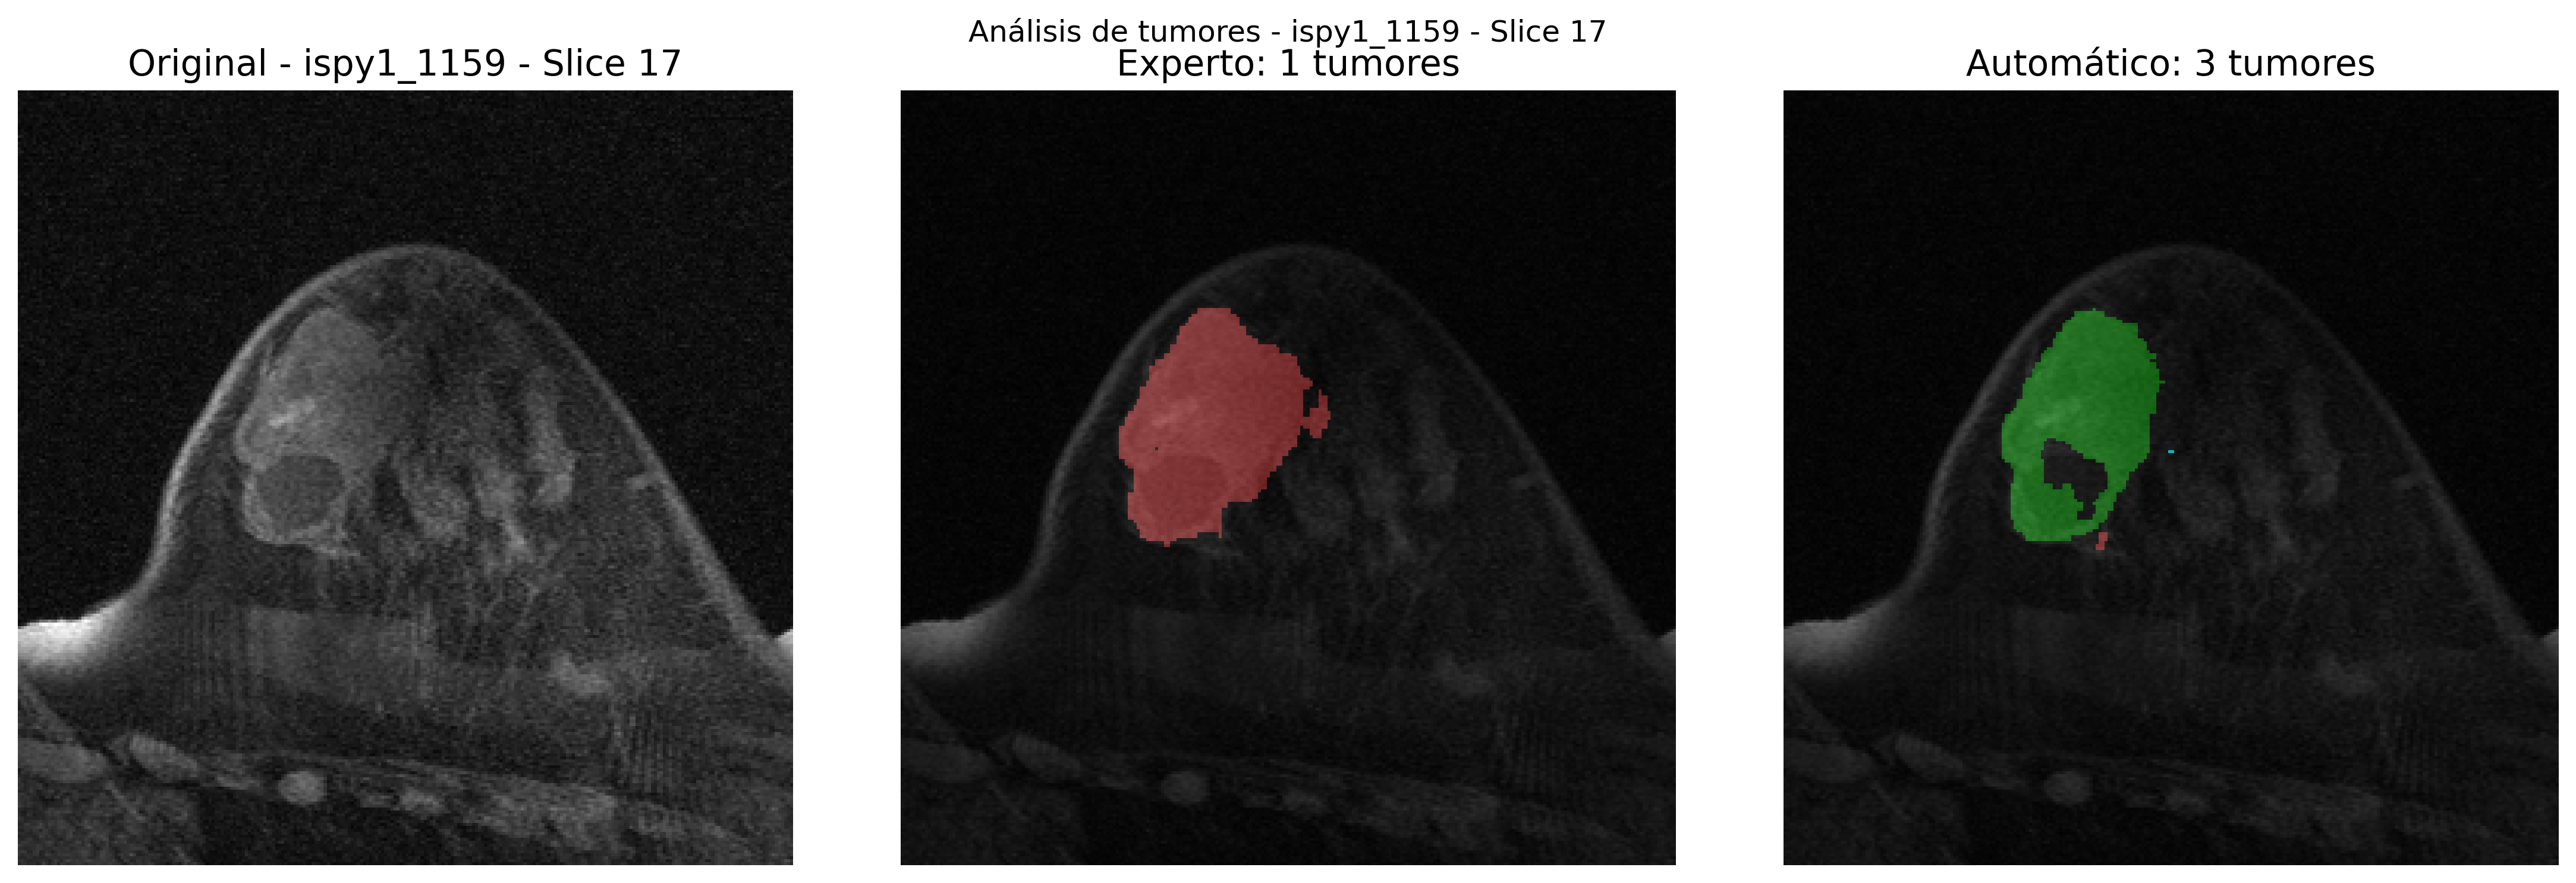 Análisis de tumores - ispy1_1159 - Slice 17
Original - ispy1_1159 - Slice 17
Experto: 1 tumores
Automático: 3 tumores